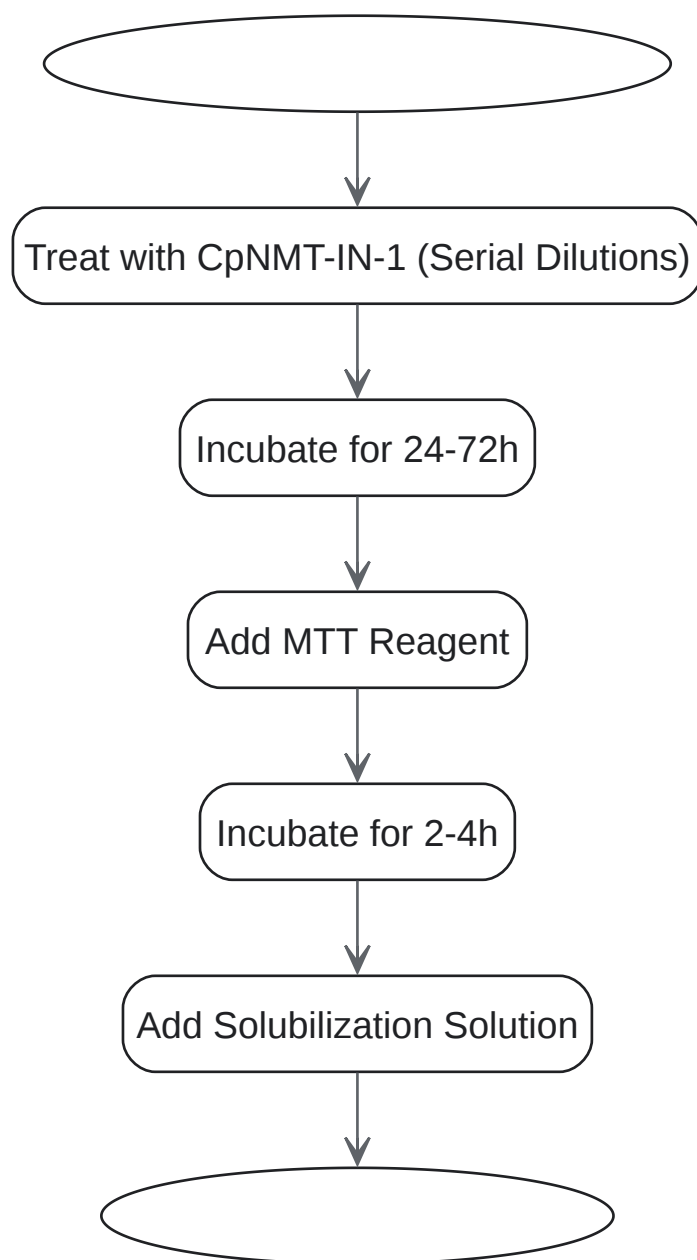 Treat with CpNMT-IN-1 (Serial Dilutions)
Incubate for 24-72h
Add MTT Reagent
Incubate for 2-4h
Add Solubilization Solution